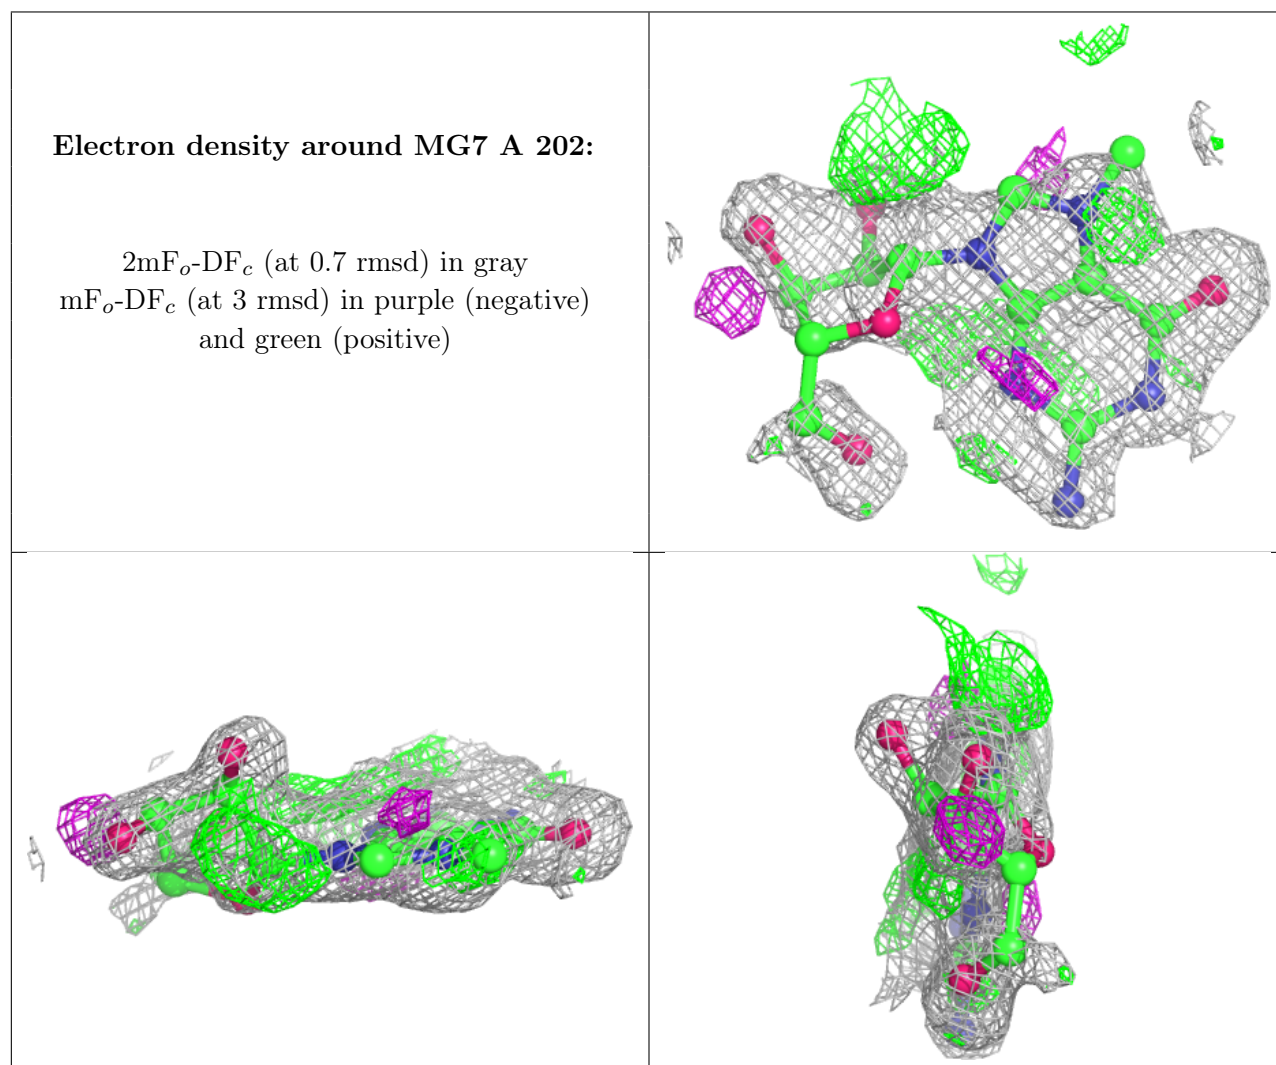 Electron density around MG7 A 202:
2mFo-DFc (at 0.7 rmsd) in gray
mFo-DFc (at 3 rmsd) in purple (negative)
and green (positive)